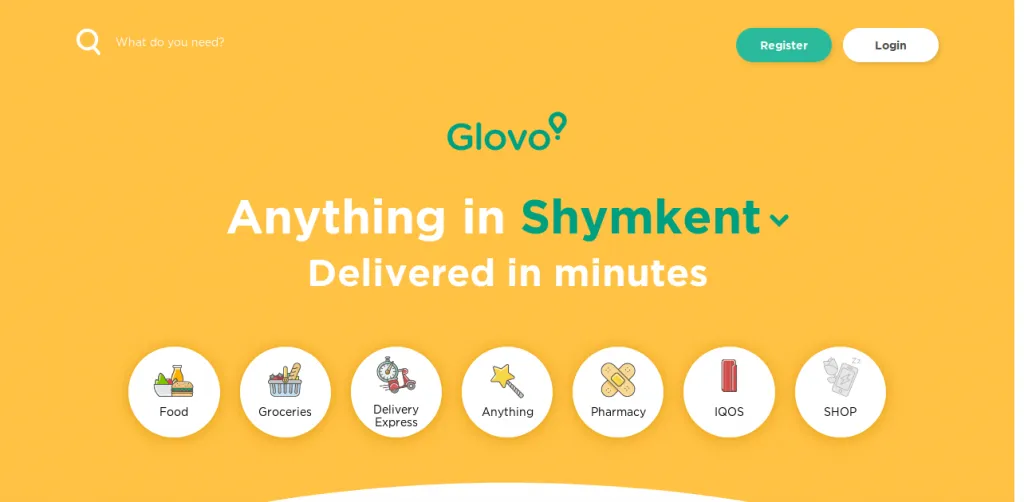 What do you need?
Register
Login
Glovo
Anything in Shymkent
Delivered in minutes
Food
Groceries
Delivery
Express
Anything
Pharmacy
IQOS
SHOP